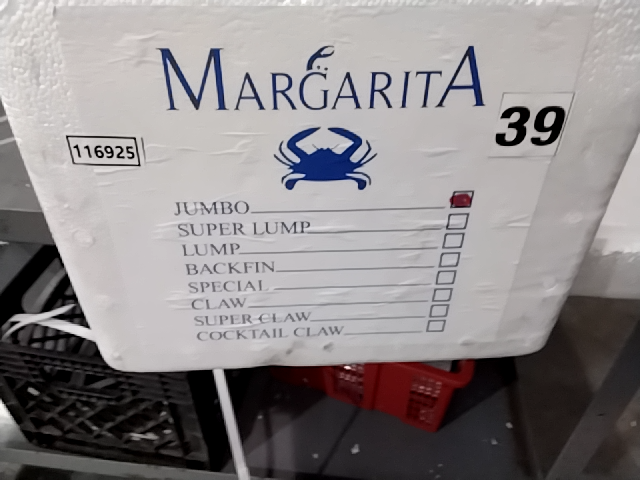 MARGARITA
39
116925
JUMBO
SUPER LUMP
LUMP
BACKFIN
SPECIAL
CLAW
SUPER CLAW
COCKTAIL CLAW